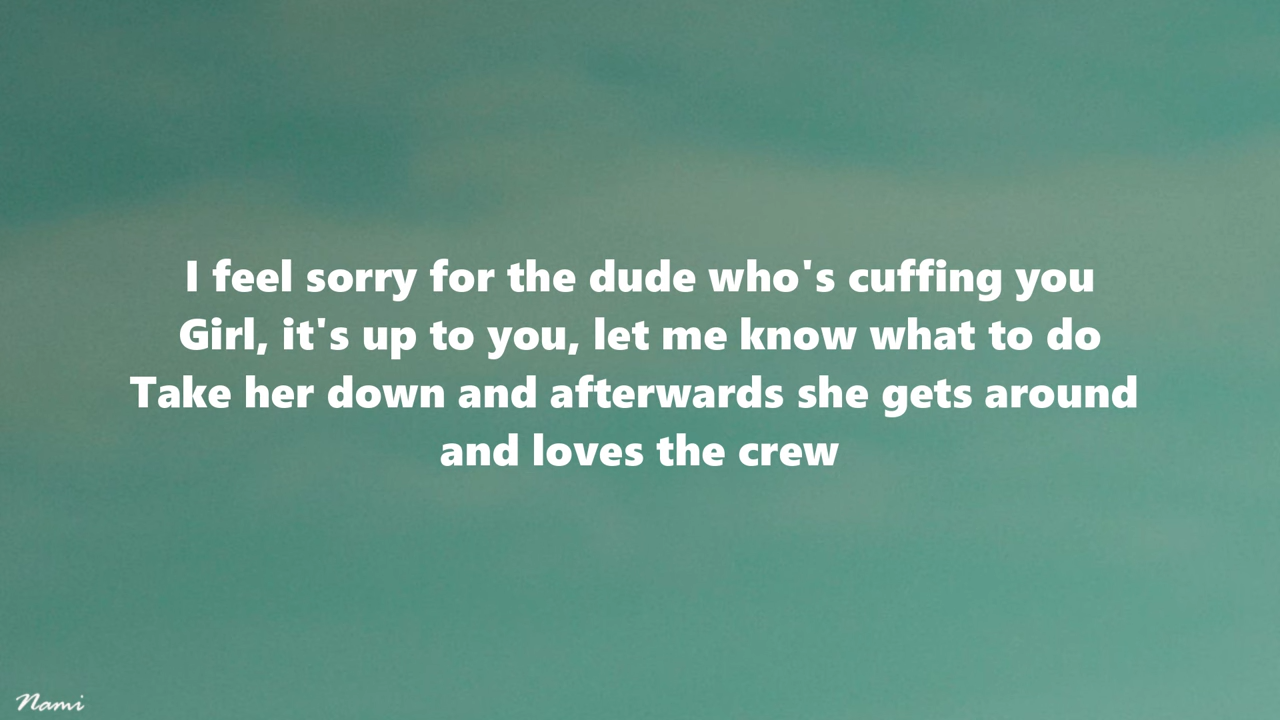 I feel sorry for the dude who's cuffing you
Girl, it's up to you, let me know what to do
Take her down and afterwards she gets around
and loves the crew
Nami